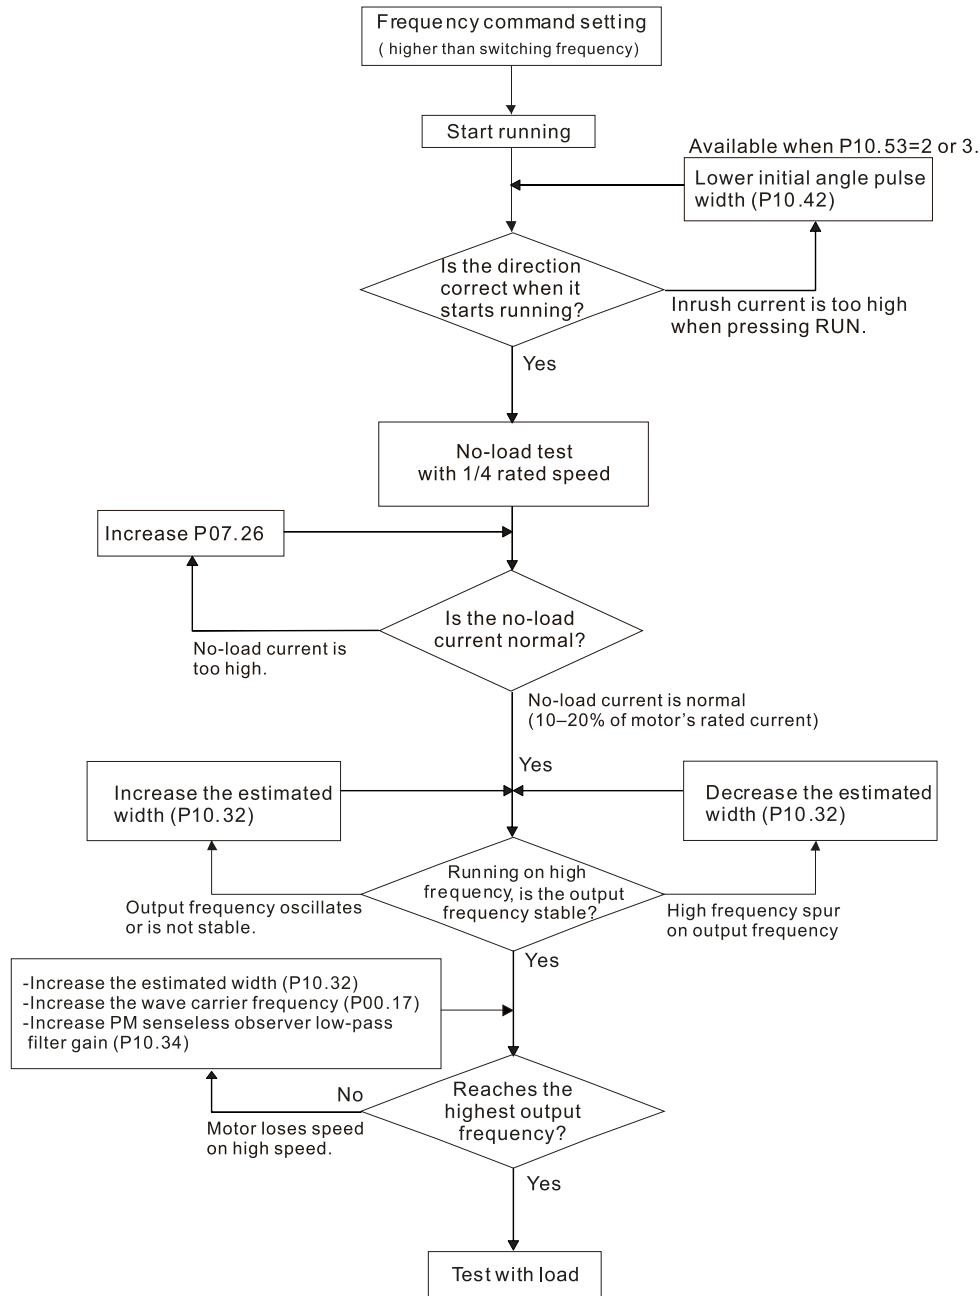 Frequency command setting
( higher than switching frequency)
Start running
Available when P10.53=2 or 3.
Lower initial angle pulse
width (P10.42)
Is the direction
correct when it
starts running?
Inrush current is too high
when pressing RUN.
Yes
No-load test
with 1/4 rated speed
Increase P07.26
Is the no-load
current normal?
No-load current is
too high.
No-load current is normal
(10–20% of motor's rated current)
Yes
Increase the estimated
width (P10.32)
Decrease the estimated
width (P10.32)
Running on high
frequency, is the output
frequency stable?
Output frequency oscillates
or is not stable.
High frequency spur
on output frequency
Yes
-Increase the estimated width (P10.32)
-Increase the wave carrier frequency (P00.17)
-Increase PM senseless observer low-pass
filter gain (P10.34)
No
Reaches the
highest output
frequency?
Motor loses speed
on high speed.
Yes
Test with load